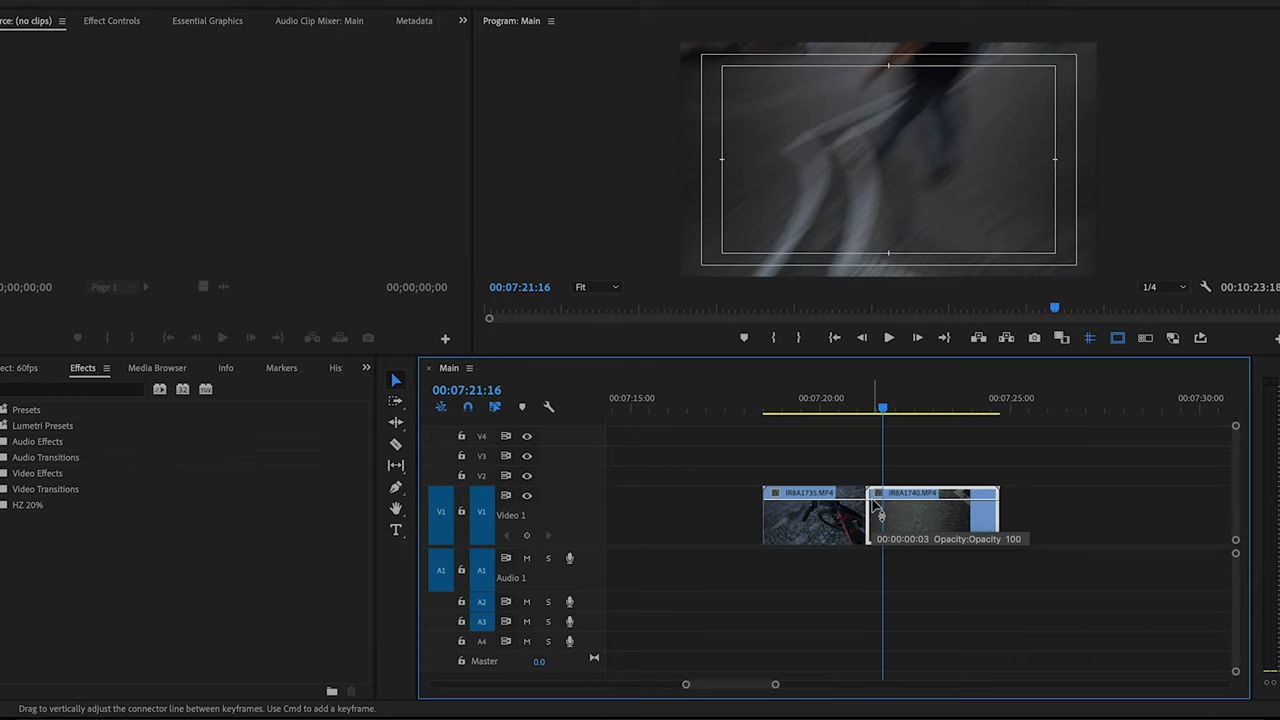 rce: (no clips) Effect Controls Essential Graphics Audio Clip Mixer: Main Metadata
Program: Main
;00;00;00 Page 1 00;00;00;00
00:07:21:16 Fit 1/4 00:10:23:18
ect: 60fps Effects Media Browser Info Markers His
32 YUV
Presets
Lumetri Presets
Audio Effects
Audio Transitions
Video Effects
Video Transitions
HZ 20%
Main
00:07:21:16
00:07:15:00 00:07:20:00 00:07:25:00 00:07:30:00
V4
V3
V2
V1 V1 Video 1
IR8A1735.MP4 IR8A1740.MP4
00:00:00:03 Opacity:Opacity 100
A1 A1 M S Audio 1
A2 M S
A3 M S
A4 M S
Master 0.0
T
Drag to vertically adjust the connector line between keyframes. Use Cmd to add a keyframe.